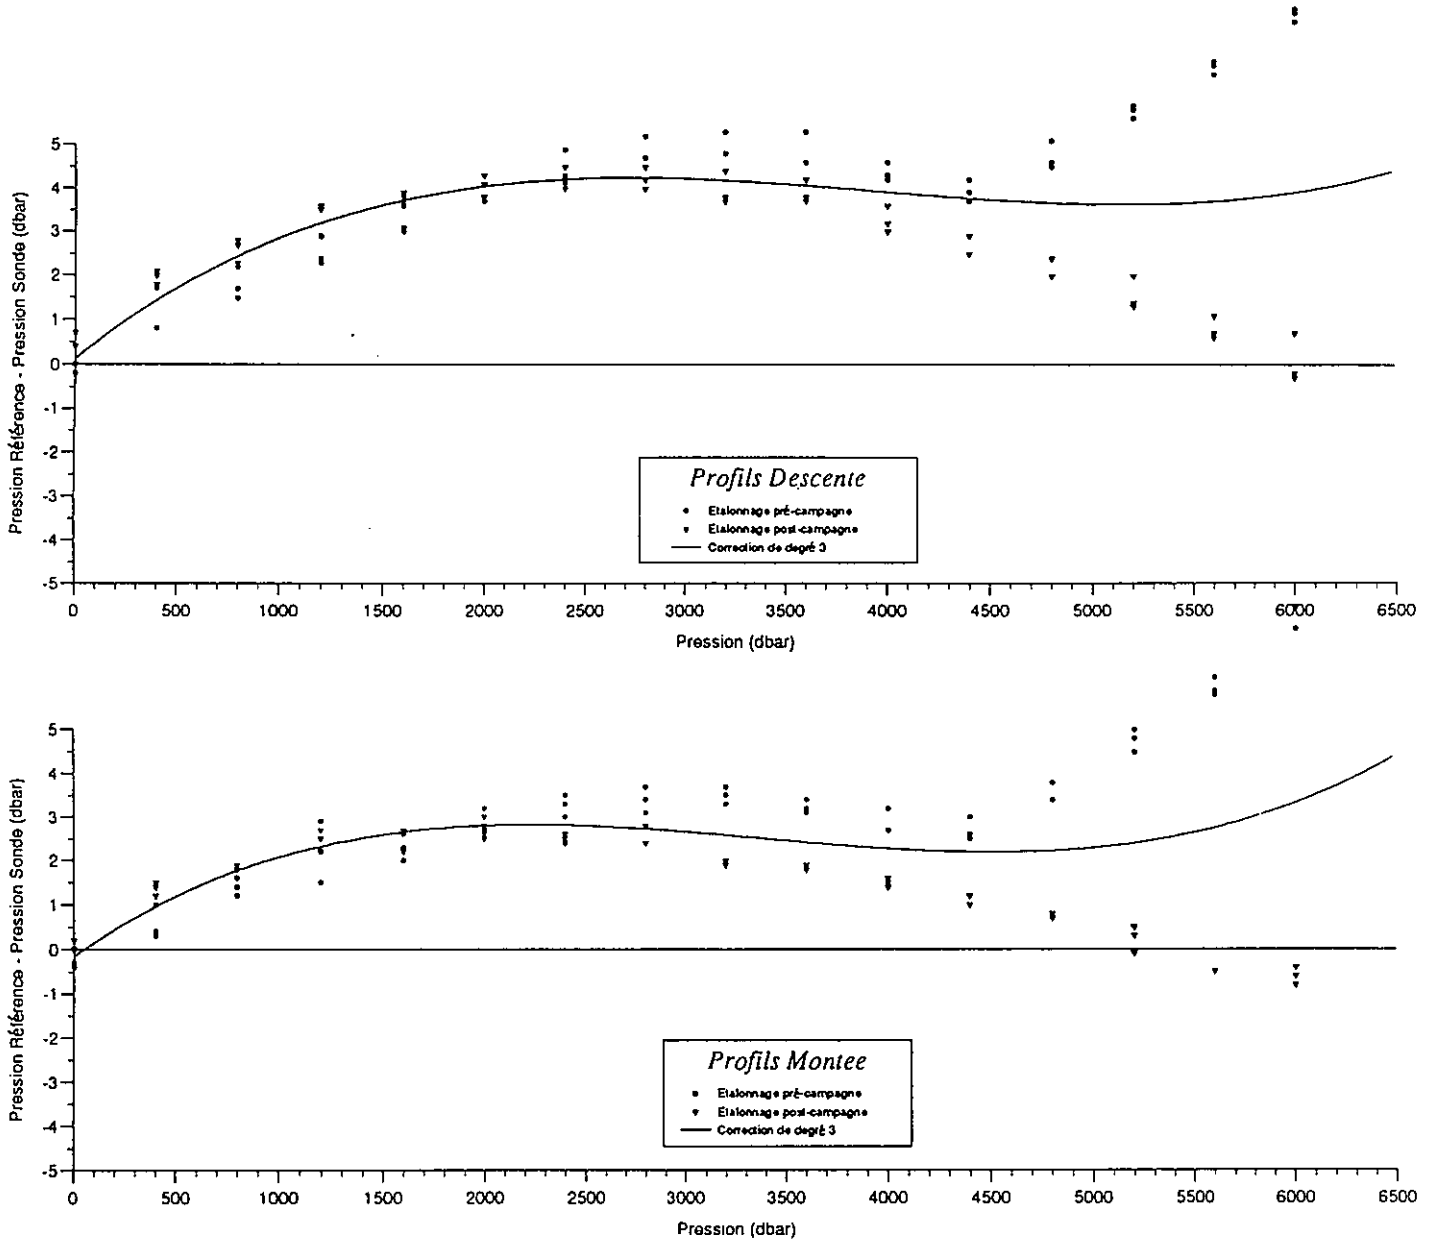 Pression Référence - Pression Sonde (dbar)
5
4
3
2
1
0
-1
-2
-3
-4
-5
Profils Descente
Etalonnage pré-campagne
Etalonnage post-campagne
Correction de degré 3
0 500 1000 1500 2000 2500 3000 3500 4000 4500 5000 5500 6000 6500
Pression (dbar)
Pression Référence - Pression Sonde (dbar)
5
4
3
2
1
0
-1
-2
-3
-4
-5
Profils Montee
Etalonnage pré-campagne
Etalonnage post-campagne
Correction de degré 3
0 500 1000 1500 2000 2500 3000 3500 4000 4500 5000 5500 6000 6500
Pression (dbar)